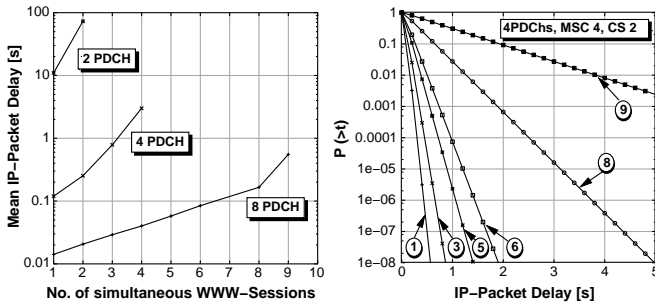 Mean IP−Packet Delay [s]
100
10
1
0.1
0.01
2 PDCH
4 PDCH
8 PDCH
1 2 3 4 5 6 7 8 9 10
No. of simultaneous WWW−Sessions
P (>t)
1
0.1
0.01
0.001
0.0001
1e−05
1e−06
1e−07
1e−08
4PDChs, MSC 4, CS 2
9
8
1 3 5 6
0 1 2 3 4 5
IP−Packet Delay [s]